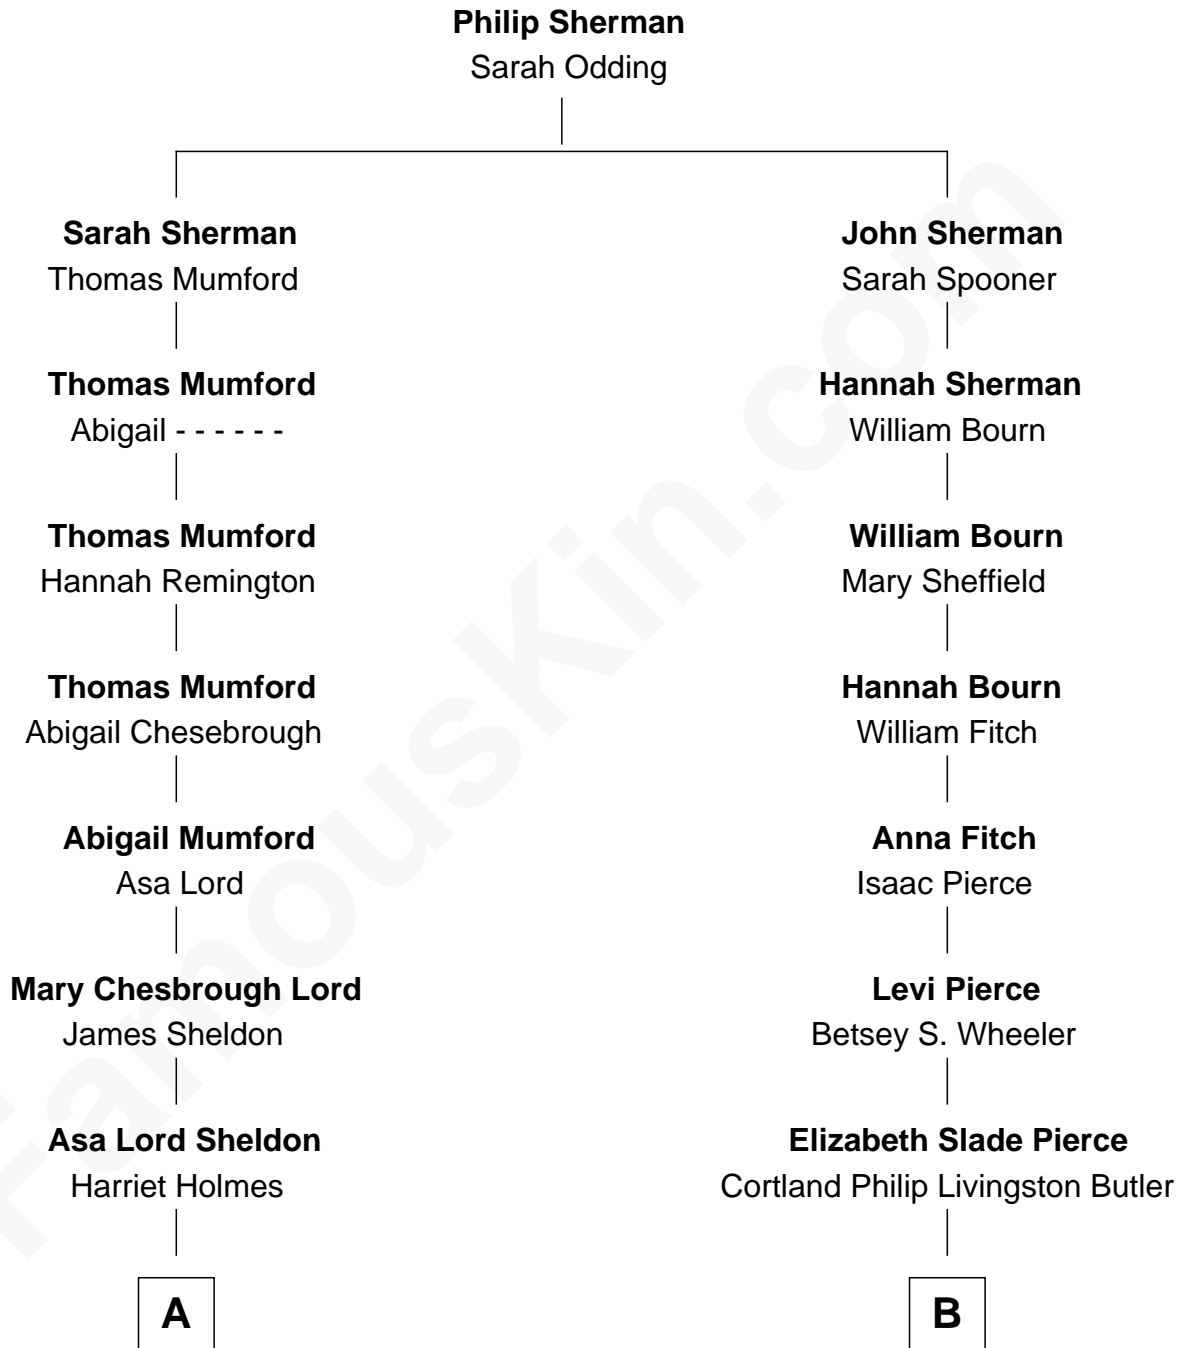 Philip Sherman
Sarah Odding
Sarah Sherman
Thomas Mumford
John Sherman
Sarah Spooner
Thomas Mumford
Abigail - - - - - -
Hannah Sherman
William Bourn
Thomas Mumford
Hannah Remington
William Bourn
Mary Sheffield
Thomas Mumford
Abigail Chesebrough
Hannah Bourn
William Fitch
Abigail Mumford
Asa Lord
Anna Fitch
Isaac Pierce
Mary Chesbrough Lord
James Sheldon
Levi Pierce
Betsey S. Wheeler
Asa Lord Sheldon
Harriet Holmes
Elizabeth Slade Pierce
Cortland Philip Livingston Butler
A
B
FamousKin.com